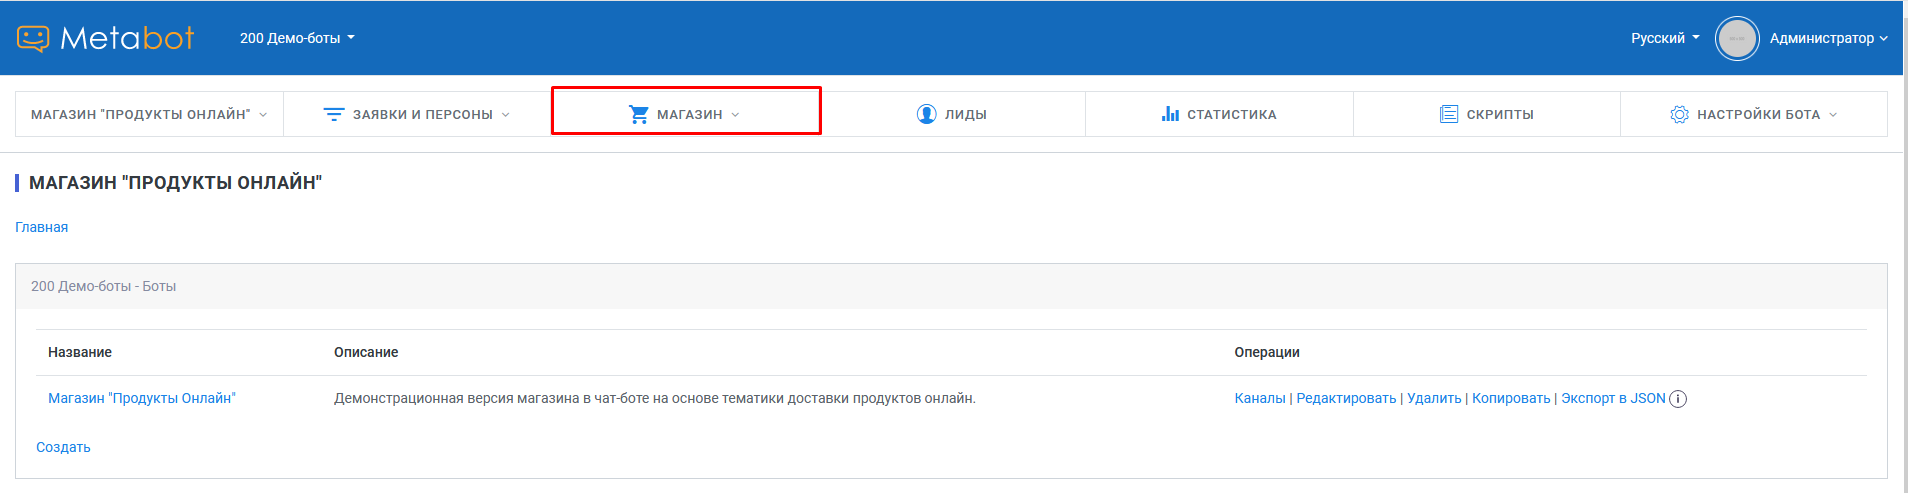 Metabot 200 Демо-боты Русский Администратор
МАГАЗИН "ПРОДУКТЫ ОНЛАЙН" ЗАЯВКИ И ПЕРСОНЫ МАГАЗИН ЛИДЫ СТАТИСТИКА СКРИПТЫ НАСТРОЙКИ БОТА
МАГАЗИН "ПРОДУКТЫ ОНЛАЙН"
Главная
200 Демо-боты - Боты
Название Описание Операции
Магазин "Продукты Онлайн" Демонстрационная версия магазина в чат-боте на основе тематики доставки продуктов онлайн. Каналы | Редактировать | Удалить | Копировать | Экспорт в JSON
Создать